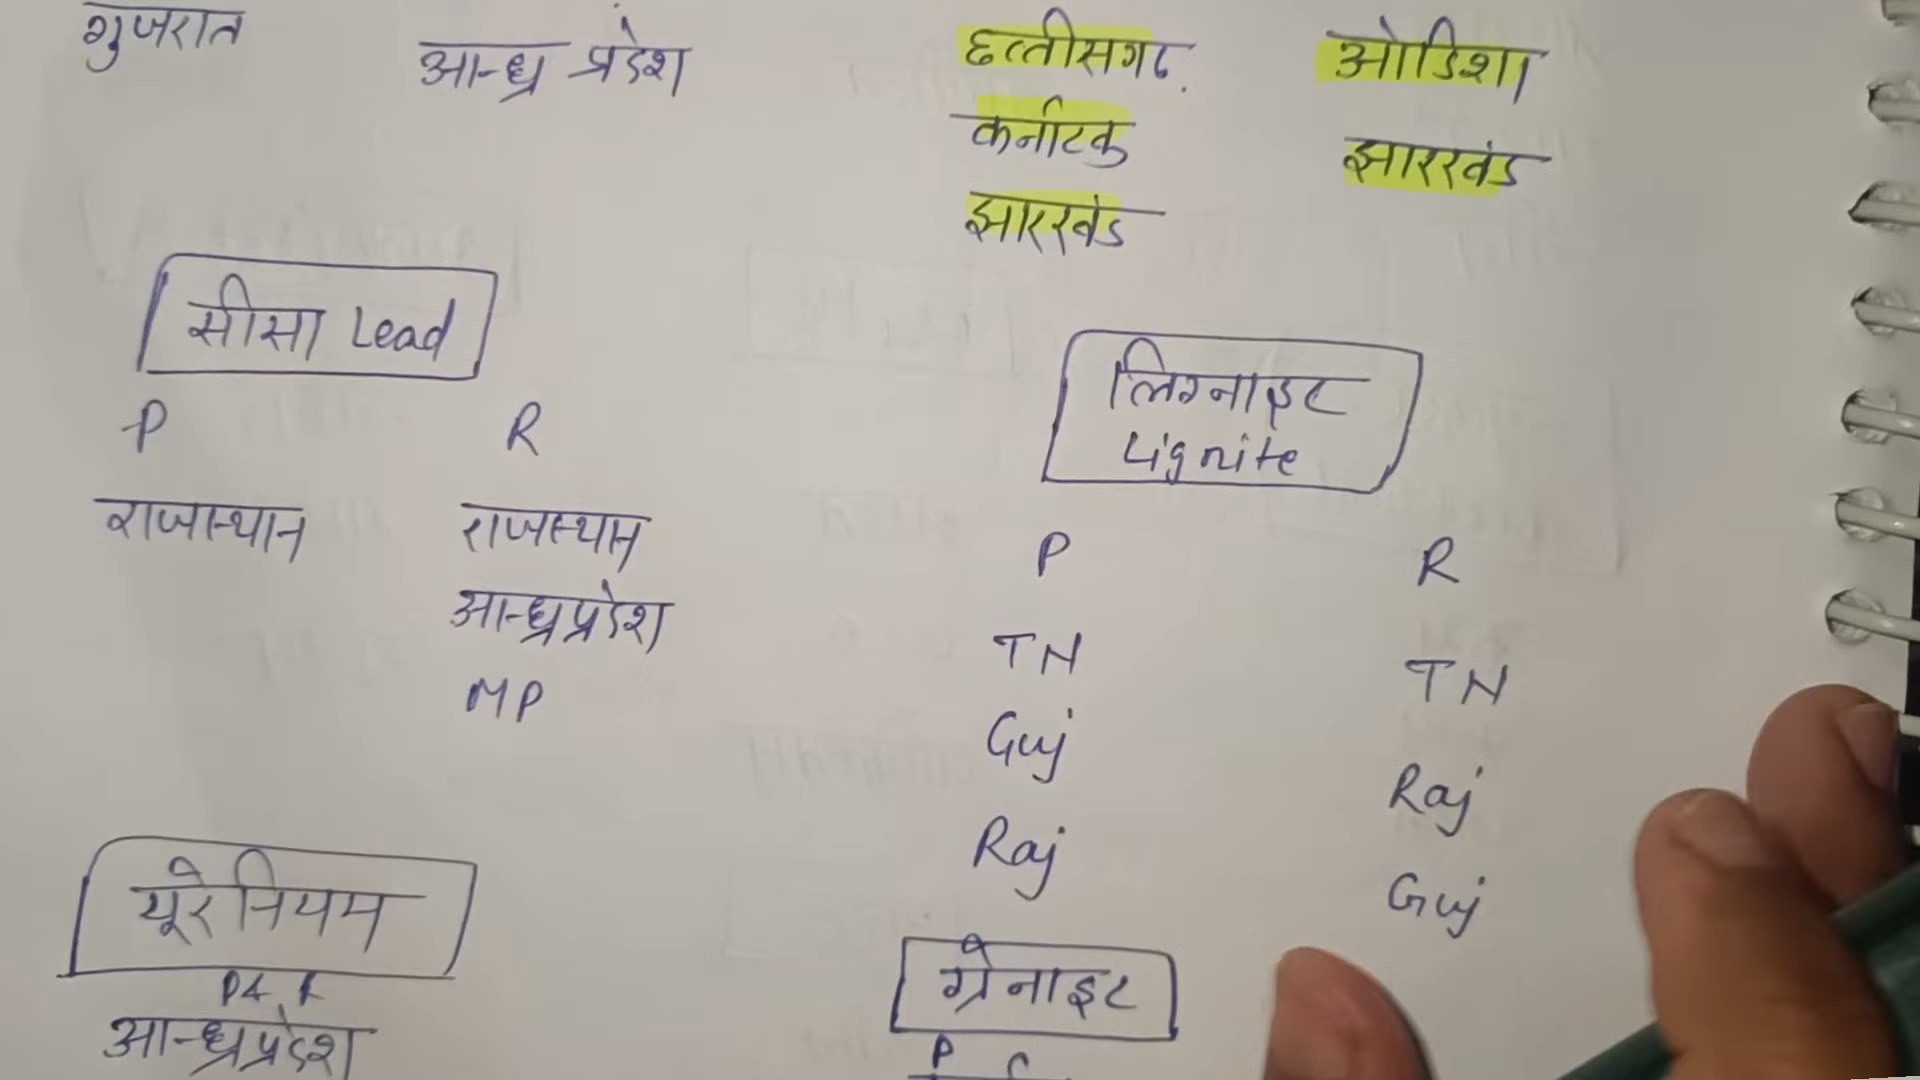 गुजरात
आन्ध्र प्रदेश
छत्तीसगढ
कर्नाटक
झारखंड
ओडिशा
झारखंड
सीसा Lead
P R
राजस्थान राजस्थान
आन्ध्रप्रदेश
MP
लिग्नाइट
Lignite
P R
TN TN
Guj Raj
Raj Guj
यूरेनियम
आन्ध्रप्रदेश
ग्रेनाइट
P